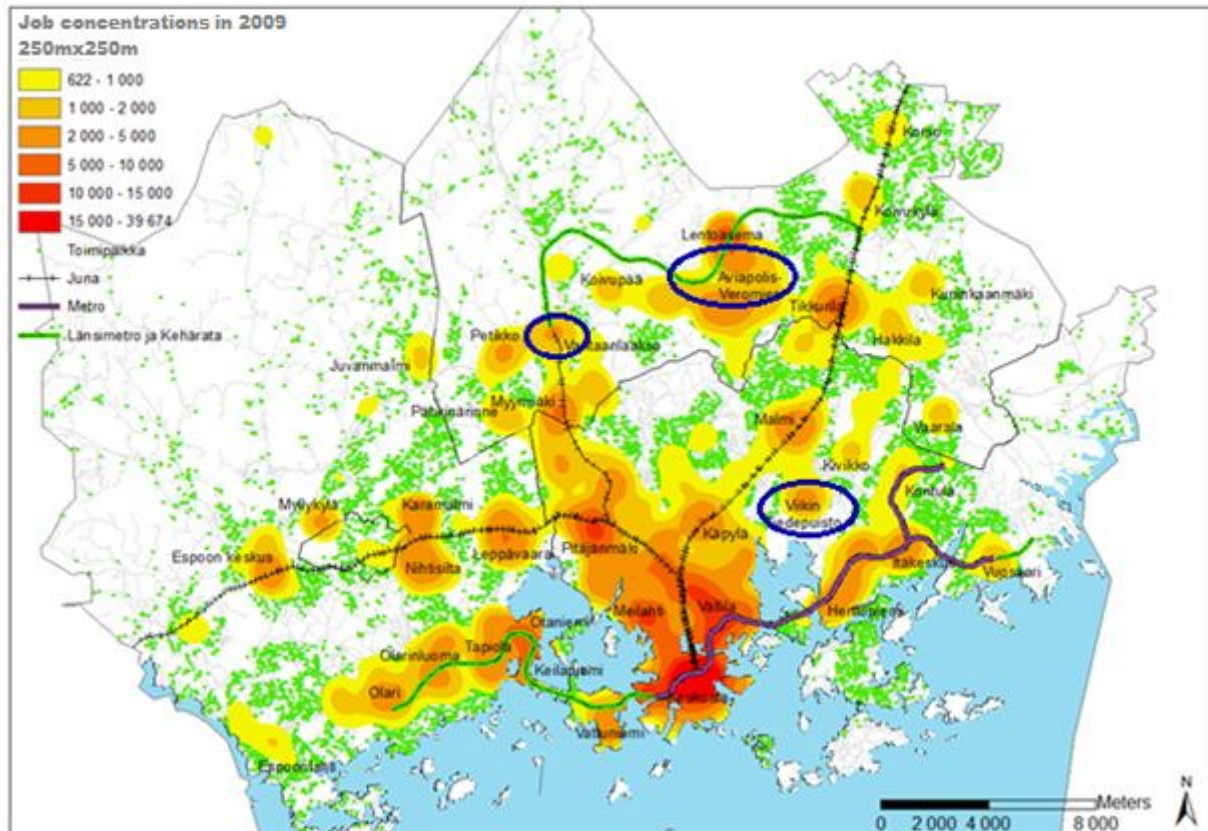 Job concentrations in 2009
250mx250m
622 - 1 000
1 000 - 2 000
2 000 - 5 000
5 000 - 10 000
10 000 - 15 000
15 000 - 39 674
Toimipaikka
Juna
Metro
Länsimetro ja Kehärata
Korso
Koivukylä
Lentoasema
Koivupää
Aviapolis-
Veromies
Tikkurila
Kuninkaanmäki
Hakkila
Petikko
Vantaanlaakso
Juvanmalmi
Myyrmäki
Malmi
Vaarala
Kivikko
Kontula
Viikin
tiedepuisto
Myllykylä
Karamalmi
Espoon keskus
Leppävaara
Pitäjänmäki
Käpylä
Nihtisilta
Itäkeskus
Vuosaari
Meilahti
Vallila
Herttoniemi
Otaniemi
Tapiola
Olarinluoma
Keilaniemi
Olari
Keskusta
Vattuniemi
Espoonlahti
Meters
0 2 000 4 000 8 000
N